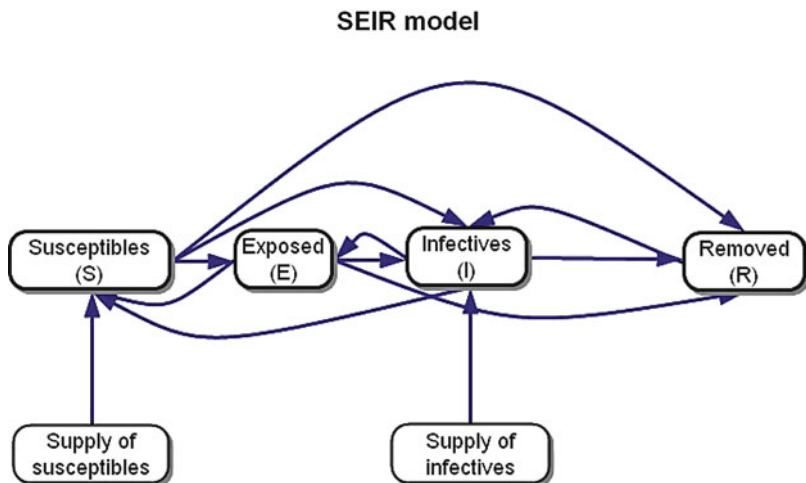 SEIR model
Susceptibles
(S)
Exposed
(E)
Infectives
(I)
Removed
(R)
Supply of
susceptibles
Supply of
infectives